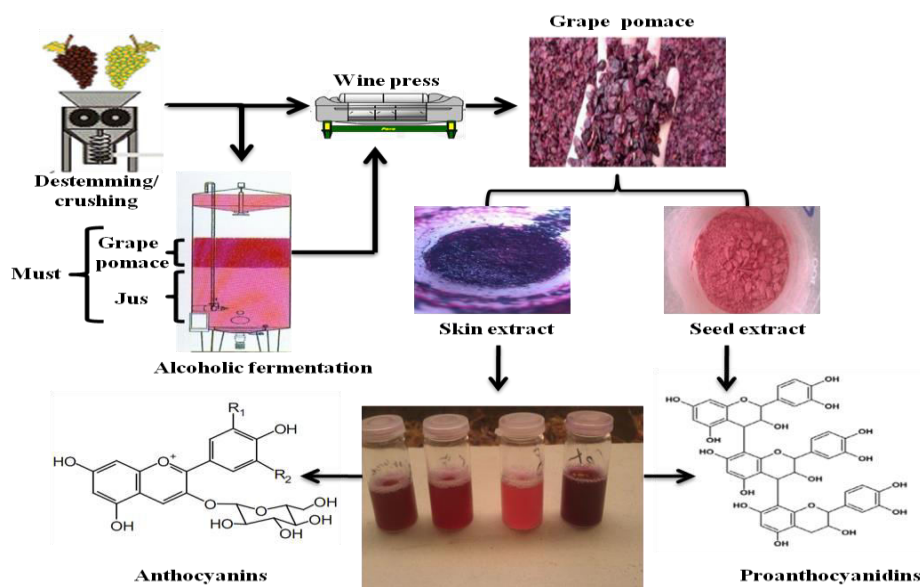 Grape pomace
Wine press
Destemming/
crushing
Must
Grape
pomace
Jus
Alcoholic fermentation
Skin extract
Seed extract
R1
OH
R2
HO
O+
OH
O
O
OH
OH
HO
OH
Anthocyanins
OH
OH
HO
O
OH
OH
OH
OH
HO
O
OH
OH
OH
OH
HO
O
OH
OH
Proanthocyanidins